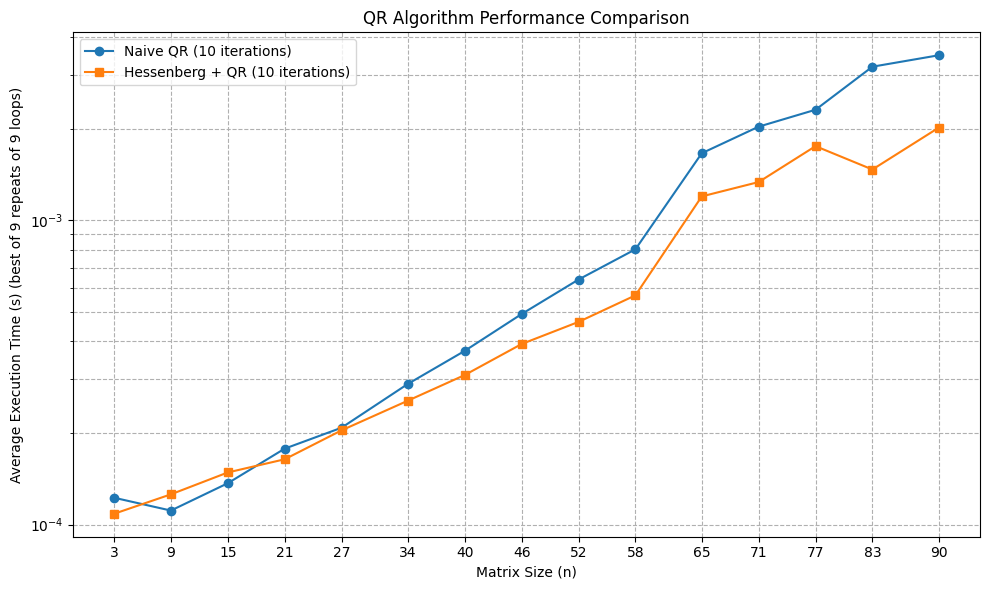 QR Algorithm Performance Comparison
Naive QR (10 iterations)
Hessenberg + QR (10 iterations)
Average Execution Time (s) (best of 9 repeats of 9 loops)
10⁻³
10⁻⁴
3 9 15 21 27 34 40 46 52 58 65 71 77 83 90
Matrix Size (n)